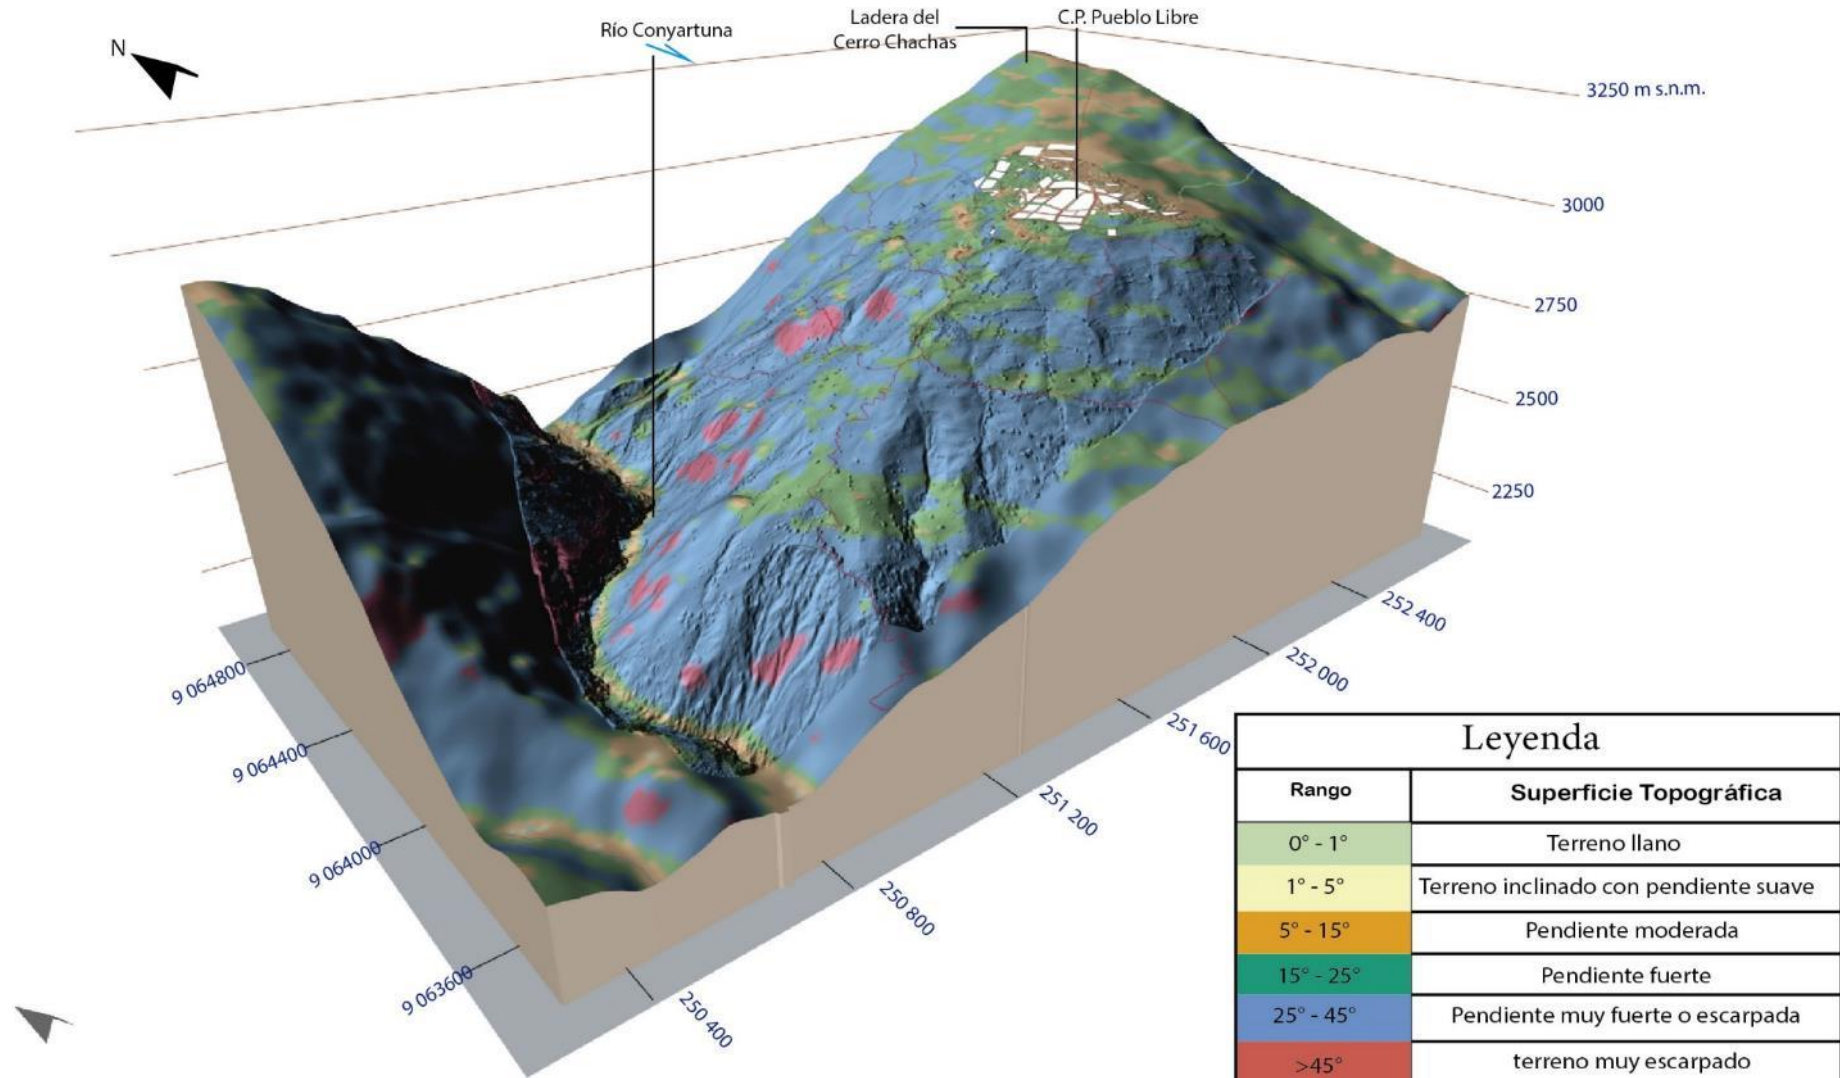 N
Río Conyartuna
Ladera del
Cerro Chachas
C.P. Pueblo Libre
3250 m s.n.m.
3000
2750
2500
2250
9 064800
9 064400
9 064000
9 063600
250 400
250 800
251 200
251 600
252 000
252 400
Leyenda
Rango Superficie Topográfica
0° - 1° Terreno llano
1° - 5° Terreno inclinado con pendiente suave
5° - 15° Pendiente moderada
15° - 25° Pendiente fuerte
25° - 45° Pendiente muy fuerte o escarpada
>45° terreno muy escarpado